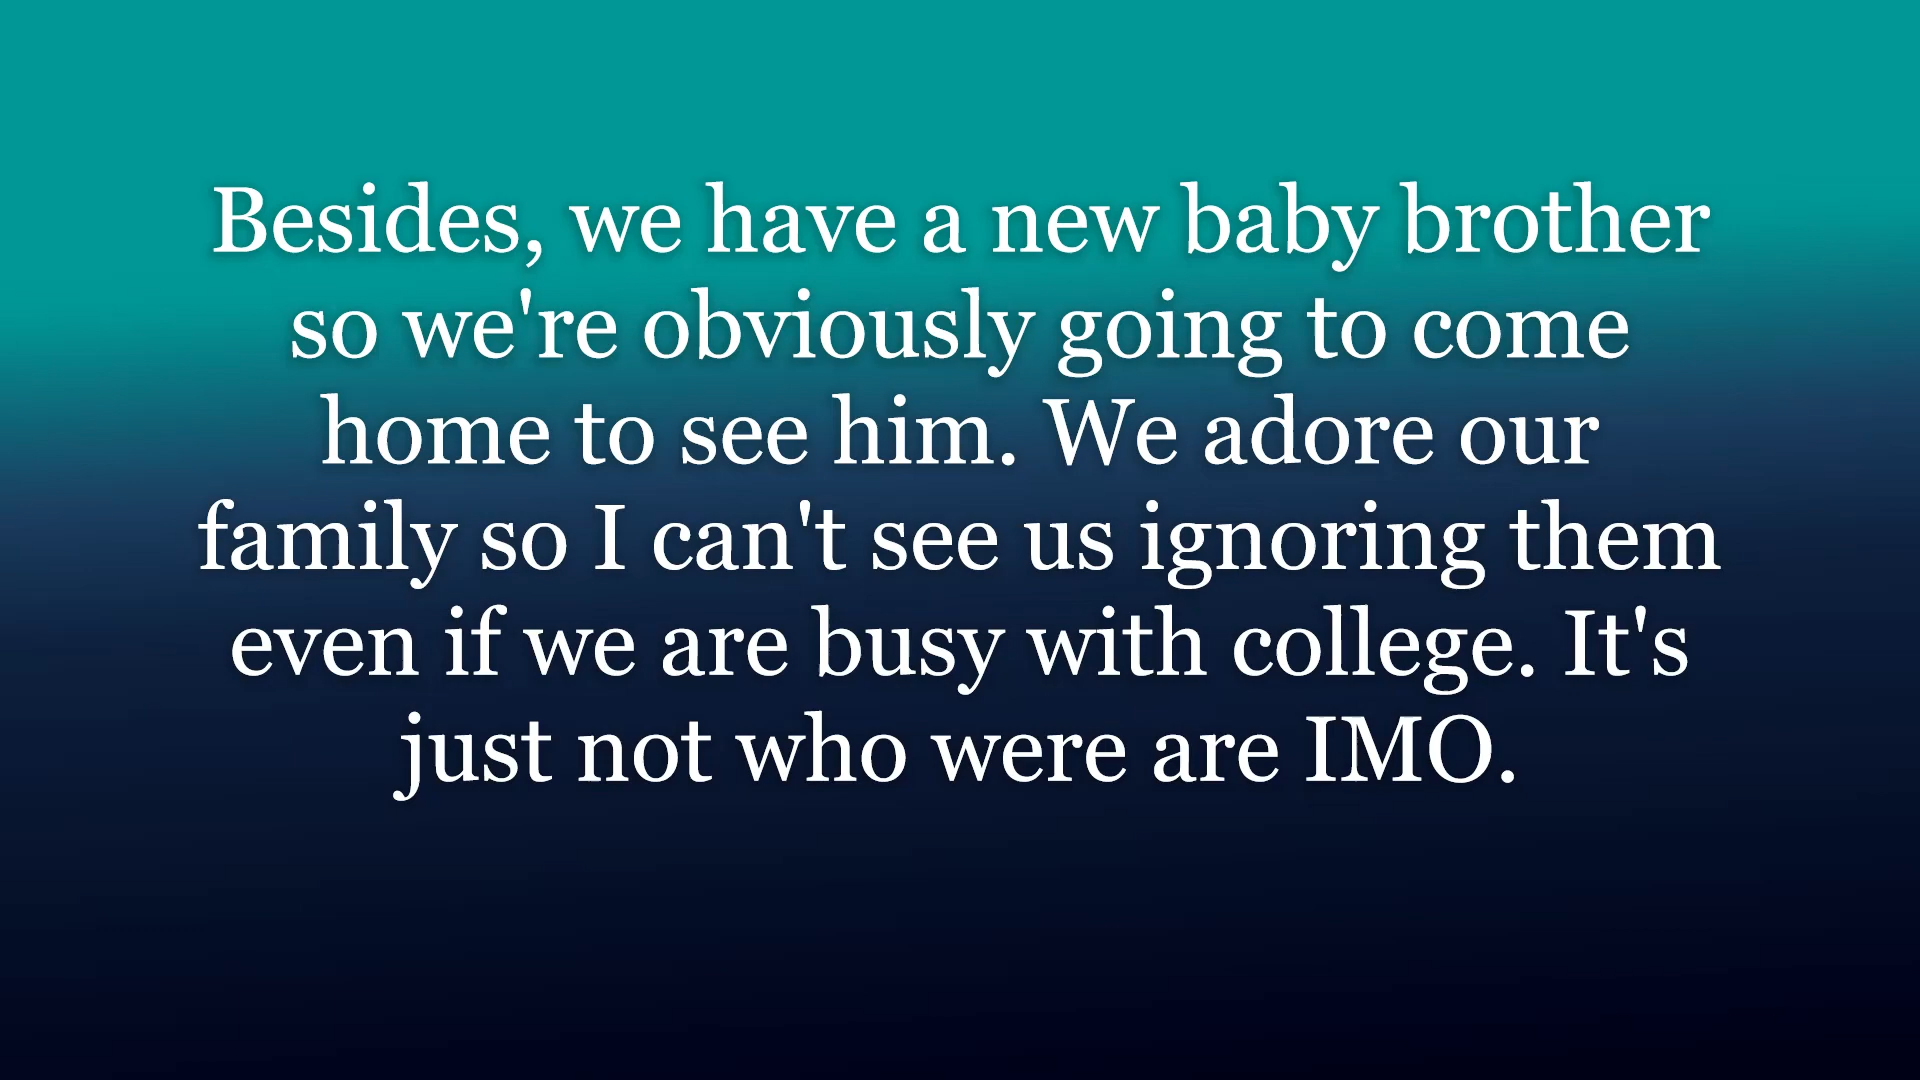 Besides, we have a new baby brother
so we're obviously going to come
home to see him. We adore our
family so I can't see us ignoring them
even if we are busy with college. It's
just not who were are IMO.